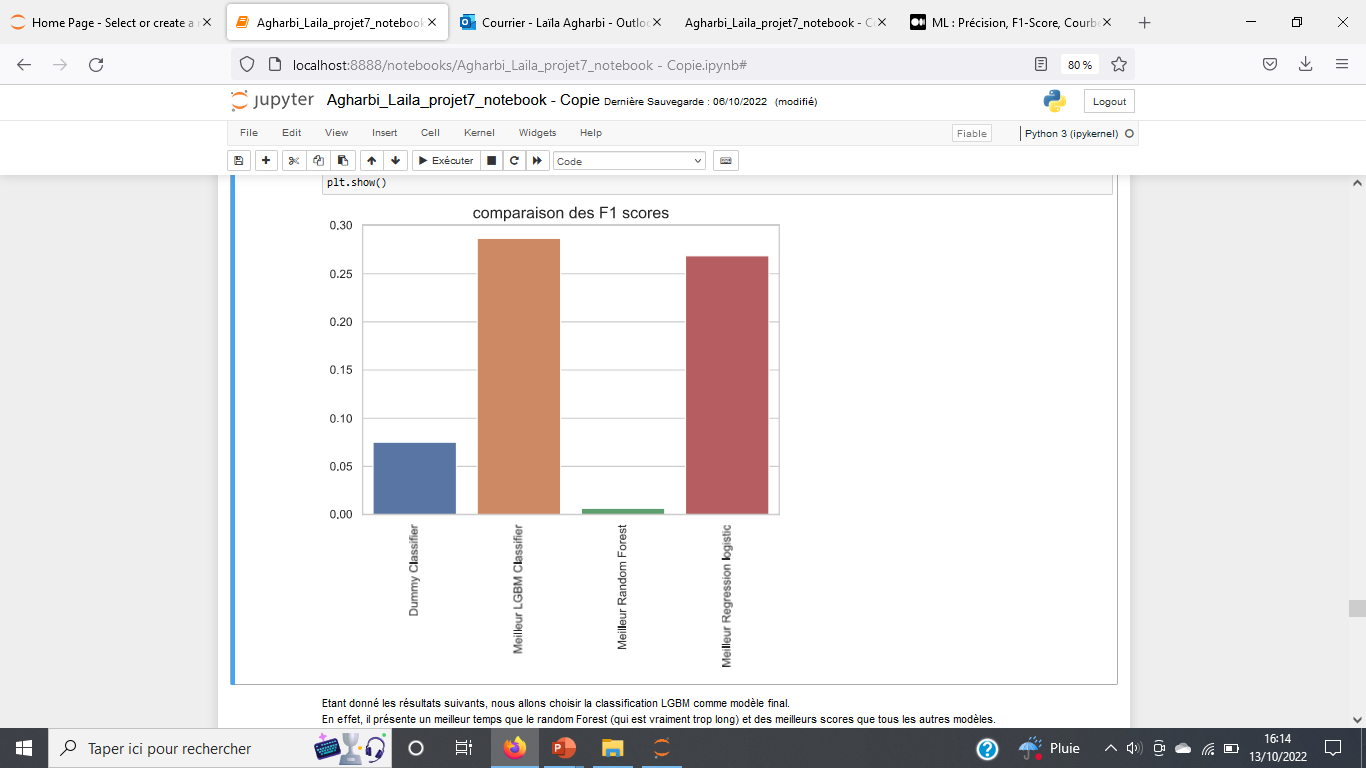 Home Page - Select or create a
Agharbi_Laila_projet7_notebook
Courrier - Laïla Agharbi - Outlo
Agharbi_Laila_projet7_notebook - C
ML : Précision, F1-Score, Courb
localhost:8888/notebooks/Agharbi_Laila_projet7_notebook - Copie.ipynb#
80 %
jupyter Agharbi_Laila_projet7_notebook - Copie Dernière Sauvegarde : 06/10/2022 (modifié)
Logout
File Edit View Insert Cell Kernel Widgets Help
Fiable
Python 3 (ipykernel)
Exécuter
Code
plt.show()
comparaison des F1 scores
0.30
0.25
0.20
0.15
0.10
0.05
0.00
Dummy Classifier
Meilleur LGBM Classifier
Meilleur Random Forest
Meilleur Regression logistic
Etant donné les résultats suivants, nous allons choisir la classification LGBM comme modèle final.
En effet, il présente un meilleur temps que le random Forest (qui est vraiment trop long) et des meilleurs scores que tous les autres modèles.
Taper ici pour rechercher
Pluie
16:14
13/10/2022